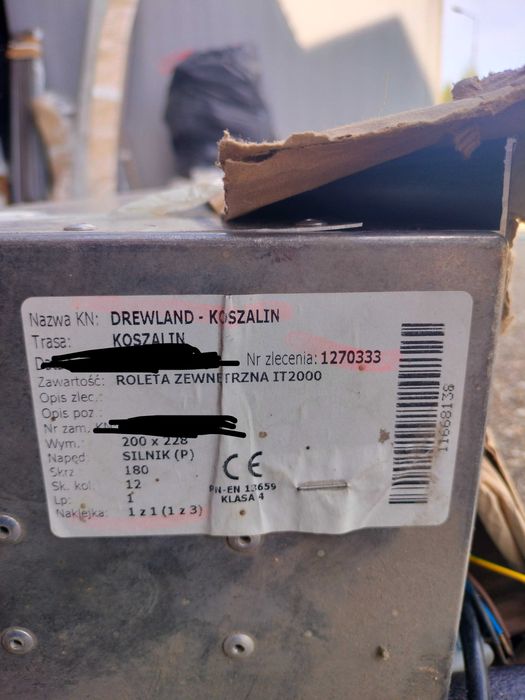 Nazwa KN: DREWLAND - KOSZALIN
Trasa: KOSZALIN
Nr zlecenia: 1270333
Zawartość: ROLETA ZEWNĘTRZNA IT2000
Opis zlec.:
Opis poz :
Nr zam.
Wym.: 200 x 228
Napęd: SILNIK (P)
Skrz.: 180
Sk. kol.: 12
Lp: 1
Naklejka: 1 z 1 (1 z 3)
CE
PN-EN 13659
KLASA 4
11668138